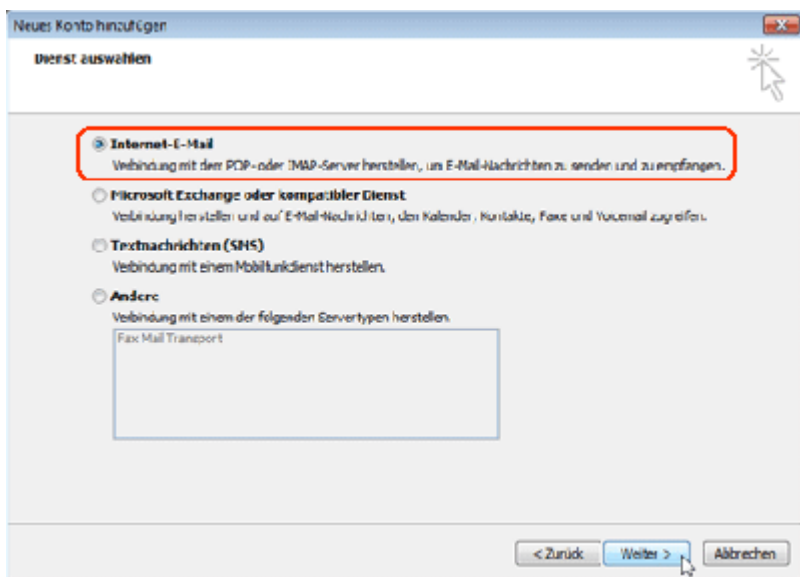 Neues Konto hinzufügen
Dienst auswählen
Internet-E-Mail
Verbindung mit dem POP- oder IMAP-Server herstellen, um E-Mail-Nachrichten zu senden und zu empfangen.
Microsoft Exchange oder kompatibler Dienst
Verbindung herstellen und auf E-Mail-Nachrichten, den Kalender, Kontakte, Faxe und Voicemail zugreifen.
Textnachrichten (SMS)
Verbindung mit einem Mobilfunkdienst herstellen.
Andere
Verbindung mit einem der folgenden Servertypen herstellen.
Fax Mail Transport
< Zurück
Weiter >
Abbrechen